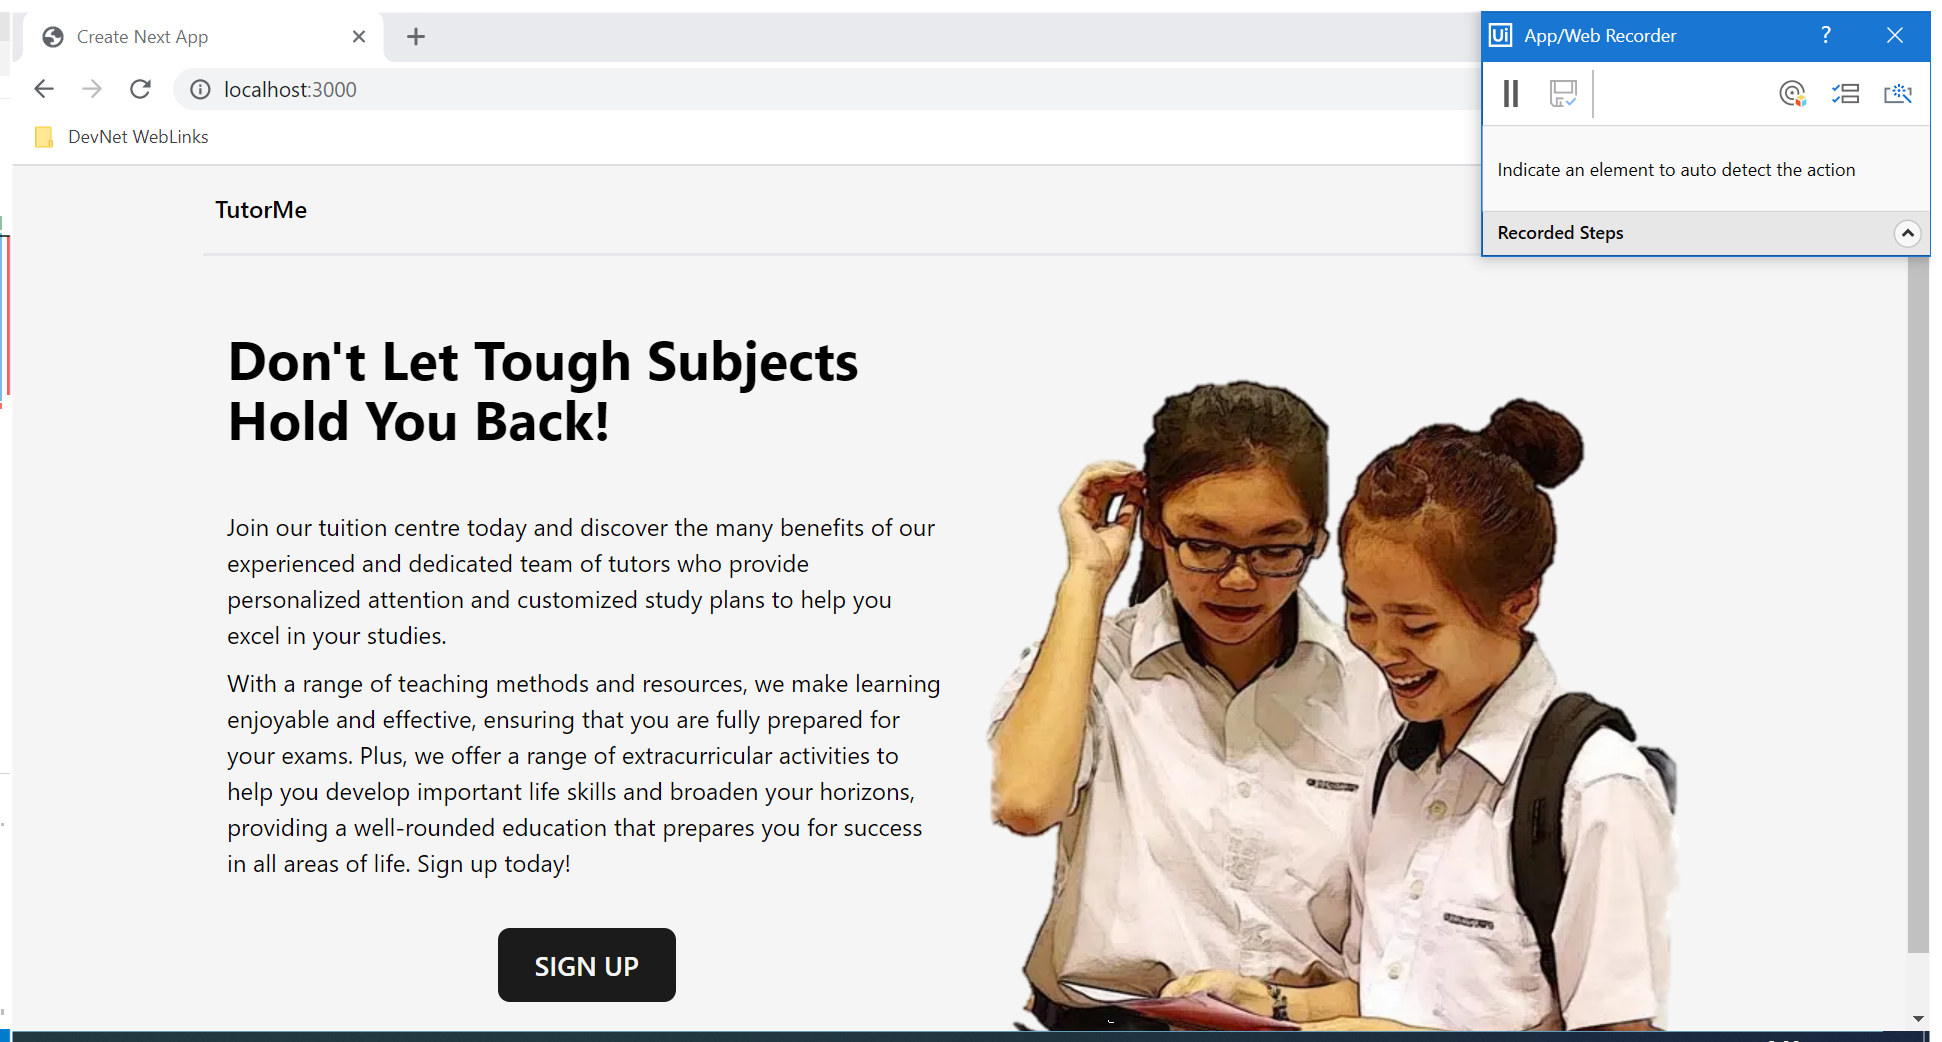 Create Next App
Ui App/Web Recorder ?
localhost:3000
DevNet WebLinks
Indicate an element to auto detect the action
Recorded Steps
TutorMe
Don't Let Tough Subjects
Hold You Back!
Join our tuition centre today and discover the many benefits of our
experienced and dedicated team of tutors who provide
personalized attention and customized study plans to help you
excel in your studies.
With a range of teaching methods and resources, we make learning
enjoyable and effective, ensuring that you are fully prepared for
your exams. Plus, we offer a range of extracurricular activities to
help you develop important life skills and broaden your horizons,
providing a well-rounded education that prepares you for success
in all areas of life. Sign up today!
SIGN UP